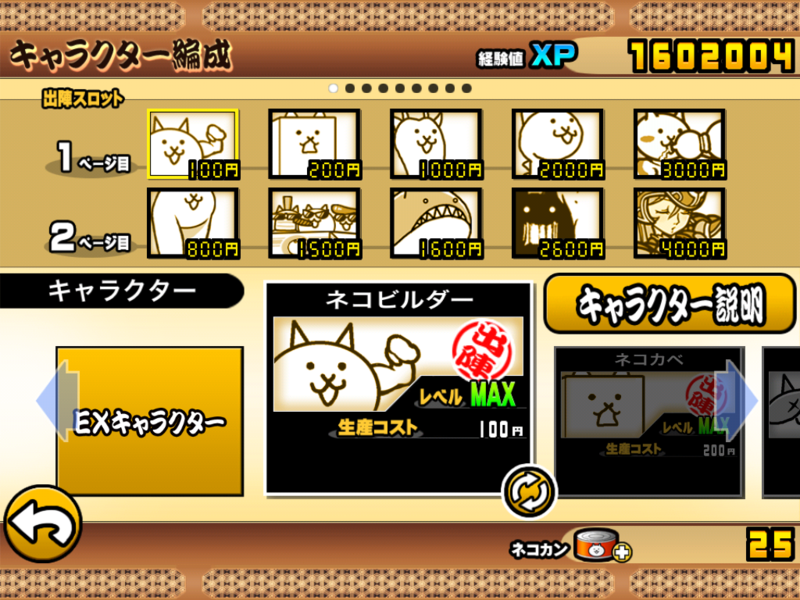 キャラクター編成
経験値 XP 1602004
出陣スロット
1ページ目
100円 200円 1000円 2000円 3000円
2ページ目
800円 1500円 1600円 2600円 4000円
キャラクター
ネコビルダー
キャラクター説明
EXキャラクター
出陣
レベル MAX
生産コスト 100円
ネコカべ
出陣
レベル MAX
生産コスト 200円
ネコカン 25